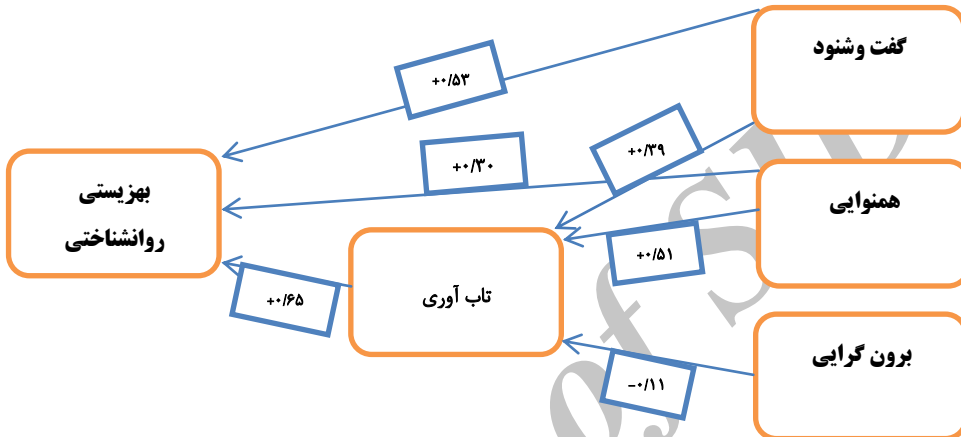 گفت وشنود
+۰/۵۳
+۰/۳۹
+۰/۳۰
بهزیستی
روانشناختی
همنوایی
+۰/۵۱
تاب آوری
+۰/۶۵
برون گرایی
-۰/۱۱